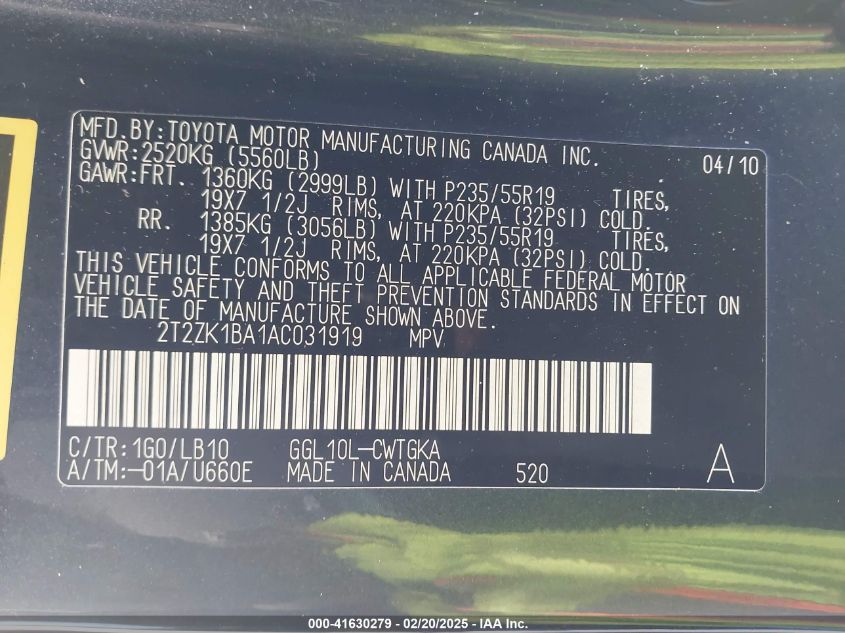 MFD.BY:TOYOTA MOTOR MANUFACTURING CANADA INC. 04/10
GVWR:2520KG (5560LB)
GAWR:FRT. 1360KG (2999LB) WITH P235/55R19 TIRES,
19X7 1/2J RIMS, AT 220KPA (32PSI) COLD.
RR. 1385KG (3056LB) WITH P235/55R19 TIRES,
19X7 1/2J RIMS, AT 220KPA (32PSI) COLD.
THIS VEHICLE CONFORMS TO ALL APPLICABLE FEDERAL MOTOR
VEHICLE SAFETY AND THEFT PREVENTION STANDARDS IN EFFECT ON
THE DATE OF MANUFACTURE SHOWN ABOVE.
2T2ZK1BA1AC031919 MPV
C/TR:1G0/LB10 GGL10L-CWTGKA
A/TM:-01A/U660E MADE IN CANADA 520 A
000-41630279 - 02/20/2025 - IAA Inc.